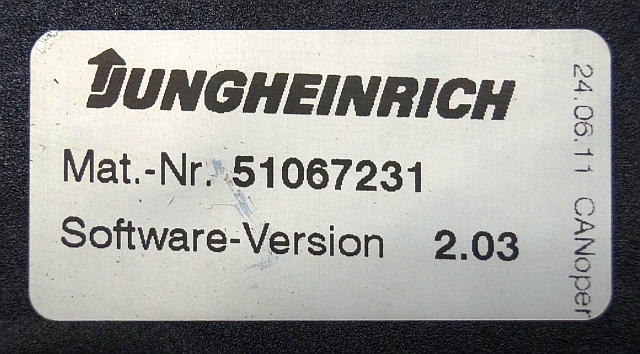 JUNGHEINRICH
Mat.-Nr. 51067231
Software-Version 2.03
24.06.11 CANoper